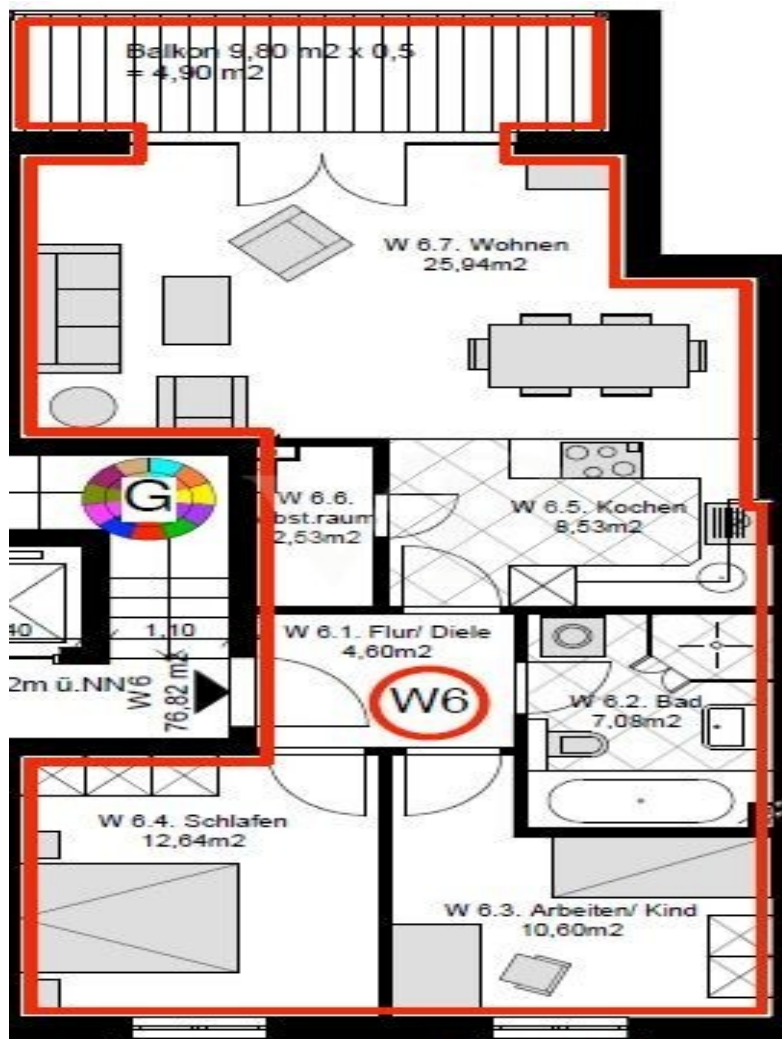 Balkon 9,80 m2 x 0,5
= 4,90 m2
W 6.7. Wohnen
25,94m2
G
W 6.6.
bst.raum
2,53m2
W 6.5. Kochen
8,53m2
40
1,10
W 6.1. Flur/ Diele
4,60m2
2m ü.NN
W6
76,82 m2
W6
W 6.2. Bad
7,08m2
W 6.4. Schlafen
12,64m2
W 6.3. Arbeiten/ Kind
10,60m2